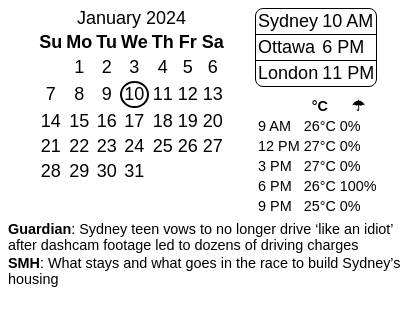 January 2024
Su Mo Tu We Th Fr Sa
1 2 3 4 5 6
7 8 9 10 11 12 13
14 15 16 17 18 19 20
21 22 23 24 25 26 27
28 29 30 31
Sydney 10 AM
Ottawa 6 PM
London 11 PM
°C ☂
9 AM 26°C 0%
12 PM 27°C 0%
3 PM 27°C 0%
6 PM 26°C 100%
9 PM 25°C 0%
Guardian: Sydney teen vows to no longer drive ‘like an idiot’
after dashcam footage led to dozens of driving charges
SMH: What stays and what goes in the race to build Sydney’s
housing